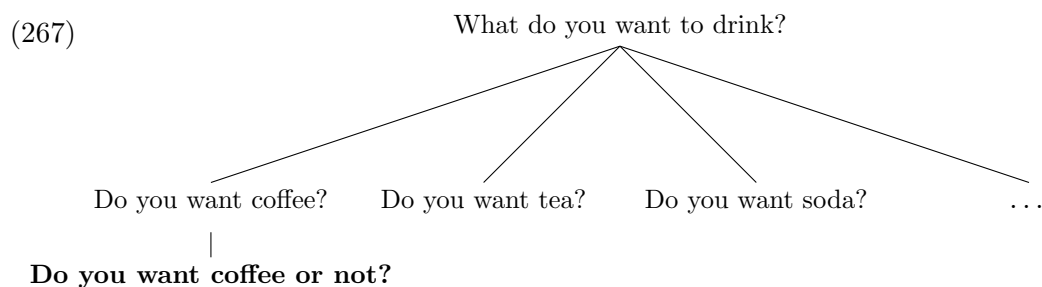 (267)
What do you want to drink?
Do you want coffee? Do you want tea? Do you want soda? ...
Do you want coffee or not?